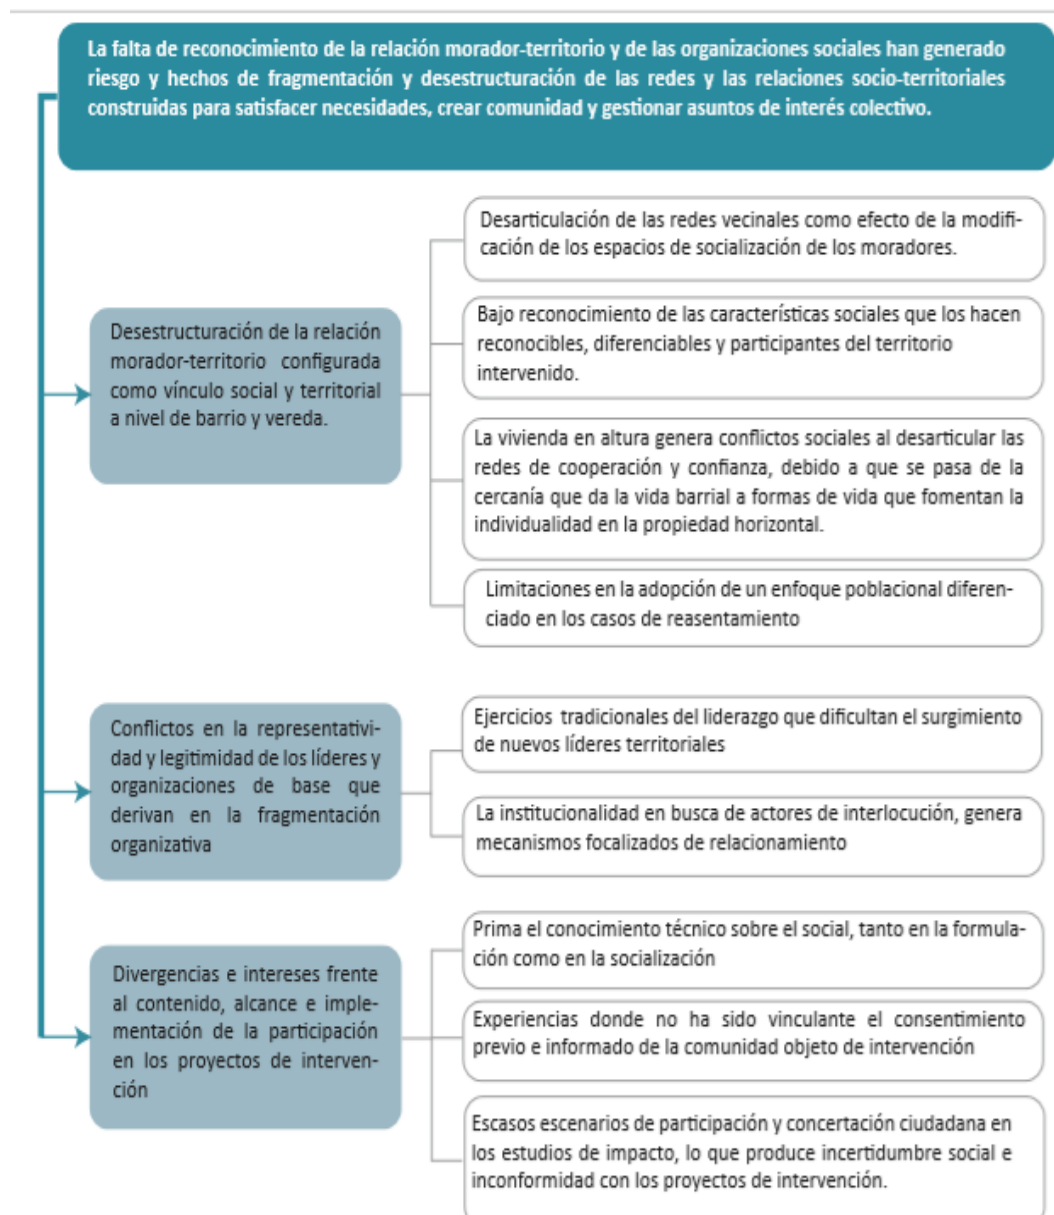 La falta de reconocimiento de la relación morador-territorio y de las organizaciones sociales han generado
riesgo y hechos de fragmentación y desestructuración de las redes y las relaciones socio-territoriales
construidas para satisfacer necesidades, crear comunidad y gestionar asuntos de interés colectivo.
Desestructuración de la relación
morador-territorio configurada
como vínculo social y territorial
a nivel de barrio y vereda.
Desarticulación de las redes vecinales como efecto de la modifi-
cación de los espacios de socialización de los moradores.
Bajo reconocimiento de las características sociales que los hacen
reconocibles, diferenciables y participantes del territorio
intervenido.
La vivienda en altura genera conflictos sociales al desarticular las
redes de cooperación y confianza, debido a que se pasa de la
cercanía que da la vida barrial a formas de vida que fomentan la
individualidad en la propiedad horizontal.
Limitaciones en la adopción de un enfoque poblacional diferen-
ciado en los casos de reasentamiento
Conflictos en la representativi-
dad y legitimidad de los líderes y
organizaciones de base que
derivan en la fragmentación
organizativa
Ejercicios tradicionales del liderazgo que dificultan el surgimiento
de nuevos líderes territoriales
La institucionalidad en busca de actores de interlocución, genera
mecanismos focalizados de relacionamiento
Divergencias e intereses frente
al contenido, alcance e imple-
mentación de la participación
en los proyectos de interven-
ción
Prima el conocimiento técnico sobre el social, tanto en la formula-
ción como en la socialización
Experiencias donde no ha sido vinculante el consentimiento
previo e informado de la comunidad objeto de intervención
Escasos escenarios de participación y concertación ciudadana en
los estudios de impacto, lo que produce incertidumbre social e
inconformidad con los proyectos de intervención.